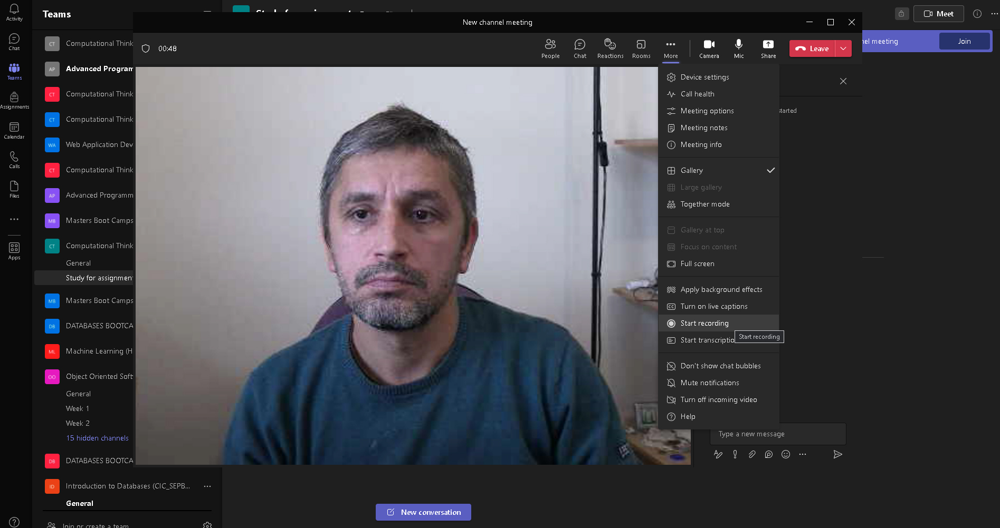 Activity
Chat
Teams
Assignments
Calendar
Calls
Files
Apps
Teams
CT Computational Think
AP Advanced Program
CT Computational Think
CT Computational Think
WA Web Application Dev
CT Computational Think
AP Advanced Programm
MB Masters Boot Camps
CT Computational Think
General
Study for assignmen
MB Masters Boot Camps
DB DATABASES BOOTCA
ML Machine Learning (H
OO Object Oriented Soft
General
Week 1
Week 2
15 hidden channels
DB DATABASES BOOTCA
ID Introduction to Databases (CIC_SEPB...
General
Join or create a team
Meet
New channel meeting
el meeting
Join
00:48
People
Chat
Reactions
Rooms
More
Camera
Mic
Share
Leave
Device settings
Call health
Meeting options
Meeting notes
Meeting info
started
Gallery
Large gallery
Together mode
Gallery at top
Focus on content
Full screen
Apply background effects
CC Turn on live captions
Start recording
Start recording
Start transcriptio
Don't show chat bubbles
Mute notifications
Turn off incoming video
Help
Type a new message
New conversation